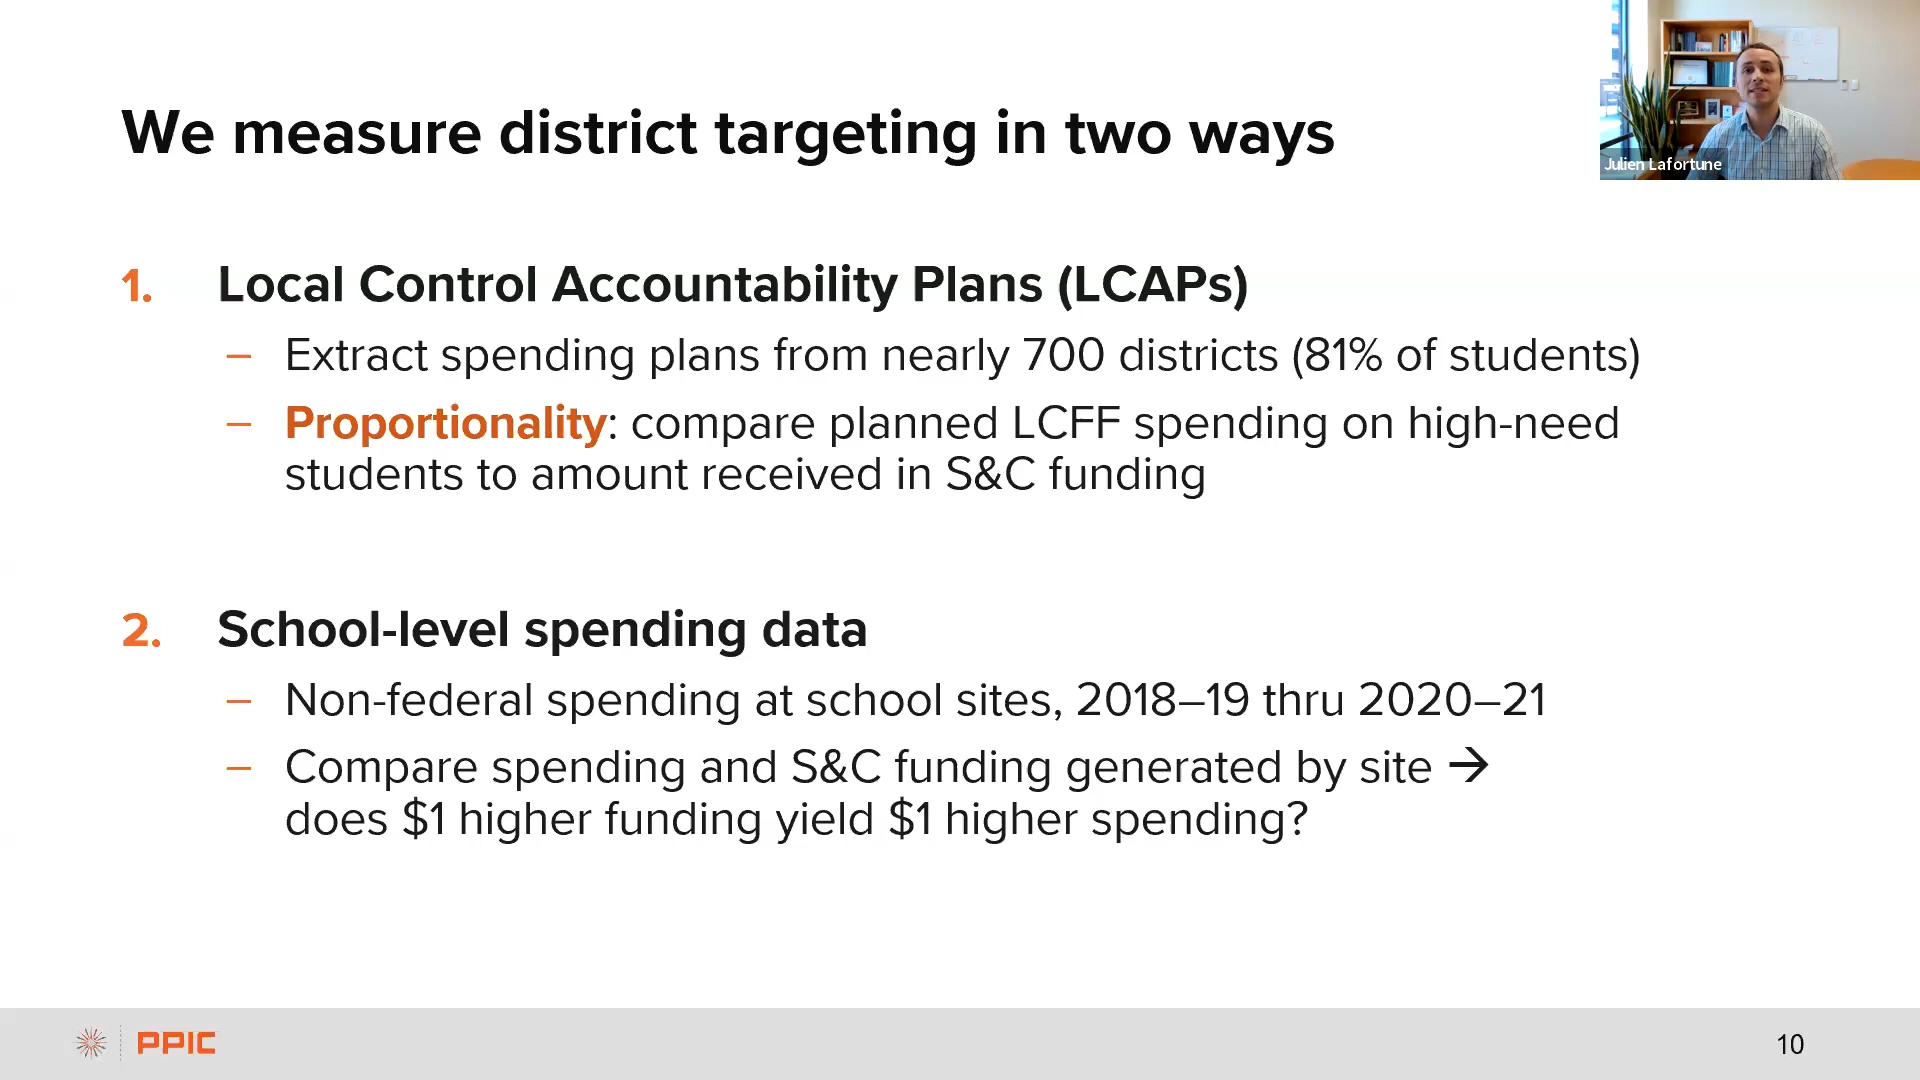 We measure district targeting in two ways
Julien Lafortune
1. Local Control Accountability Plans (LCAPs)
– Extract spending plans from nearly 700 districts (81% of students)
– Proportionality: compare planned LCFF spending on high-need
students to amount received in S&C funding
2. School-level spending data
– Non-federal spending at school sites, 2018–19 thru 2020–21
– Compare spending and S&C funding generated by site →
does $1 higher funding yield $1 higher spending?
PPIC
10